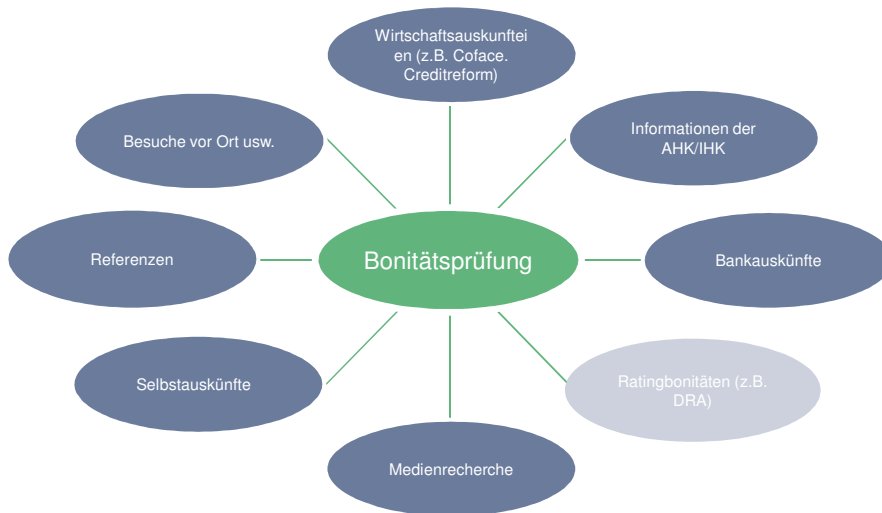 Wirtschaftsauskunftei
en (z.B. Coface.
Creditreform)
Informationen der
AHK/IHK
Besuche vor Ort usw.
Referenzen
Bonitätsprüfung
Bankauskünfte
Selbstauskünfte
Ratingbonitäten (z.B.
DRA)
Medienrecherche